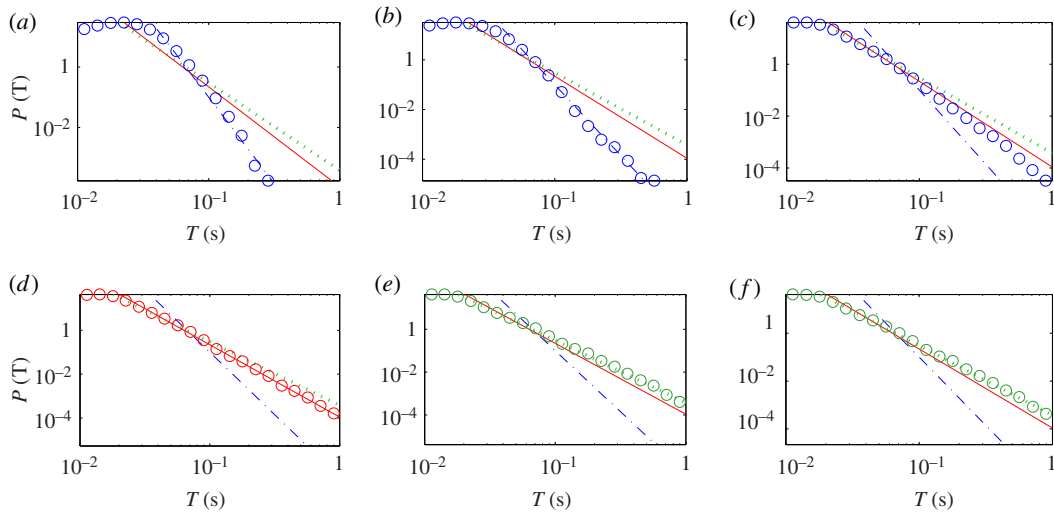 (a)
(b)
(c)
P (T)
1
10⁻²
10⁻² 10⁻¹ 1
T (s)
1
10⁻²
10⁻⁴
10⁻² 10⁻¹ 1
T (s)
1
10⁻²
10⁻⁴
10⁻² 10⁻¹ 1
T (s)
(d)
(e)
(f)
P (T)
1
10⁻²
10⁻⁴
10⁻² 10⁻¹ 1
T (s)
1
10⁻²
10⁻⁴
10⁻² 10⁻¹ 1
T (s)
1
10⁻²
10⁻⁴
10⁻² 10⁻¹ 1
T (s)